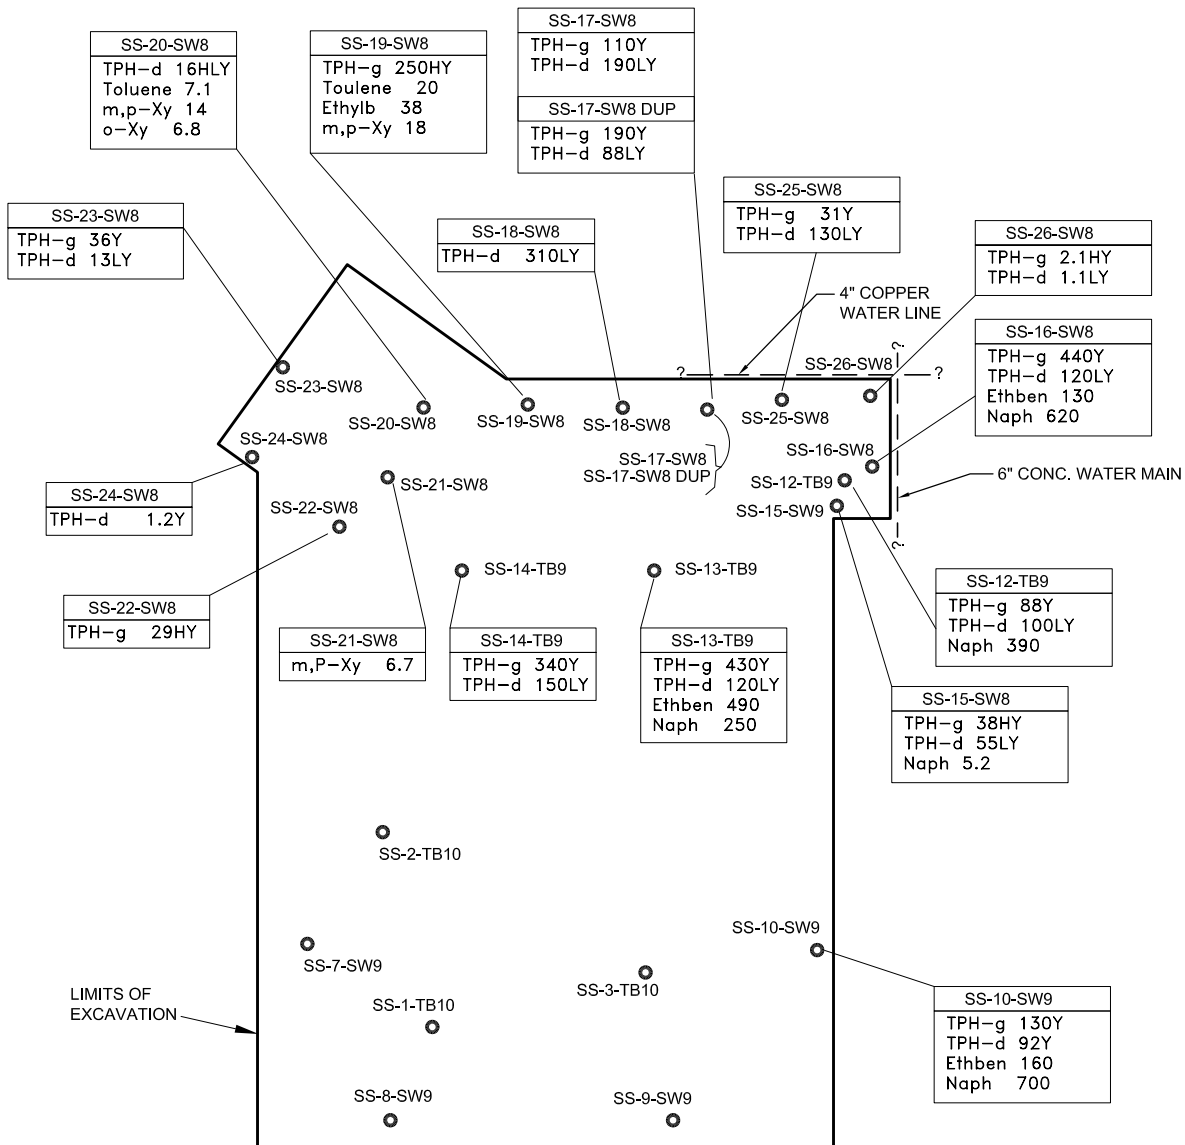 SS-20-SW8
TPH-d 16HLY
Toluene 7.1
m,p-Xy 14
o-Xy 6.8
SS-19-SW8
TPH-g 250HY
Toulene 20
Ethylb 38
m,p-Xy 18
SS-17-SW8
TPH-g 110Y
TPH-d 190LY
SS-17-SW8 DUP
TPH-g 190Y
TPH-d 88LY
SS-23-SW8
TPH-g 36Y
TPH-d 13LY
SS-18-SW8
TPH-d 310LY
SS-25-SW8
TPH-g 31Y
TPH-d 130LY
SS-26-SW8
TPH-g 2.1HY
TPH-d 1.1LY
4" COPPER
WATER LINE
SS-16-SW8
TPH-g 440Y
TPH-d 120LY
Ethben 130
Naph 620
?
SS-26-SW8
?
?
SS-23-SW8
SS-20-SW8
SS-19-SW8
SS-18-SW8
SS-25-SW8
SS-24-SW8
SS-17-SW8
SS-17-SW8 DUP
SS-16-SW8
SS-12-TB9
SS-15-SW9
6" CONC. WATER MAIN
?
SS-24-SW8
TPH-d 1.2Y
SS-21-SW8
SS-22-SW8
SS-14-TB9
SS-13-TB9
SS-12-TB9
TPH-g 88Y
TPH-d 100LY
Naph 390
SS-22-SW8
TPH-g 29HY
SS-21-SW8
m,P-Xy 6.7
SS-14-TB9
TPH-g 340Y
TPH-d 150LY
SS-13-TB9
TPH-g 430Y
TPH-d 120LY
Ethben 490
Naph 250
SS-15-SW8
TPH-g 38HY
TPH-d 55LY
Naph 5.2
SS-2-TB10
SS-10-SW9
SS-7-SW9
SS-3-TB10
SS-1-TB10
LIMITS OF
EXCAVATION
SS-10-SW9
TPH-g 130Y
TPH-d 92Y
Ethben 160
Naph 700
SS-8-SW9
SS-9-SW9